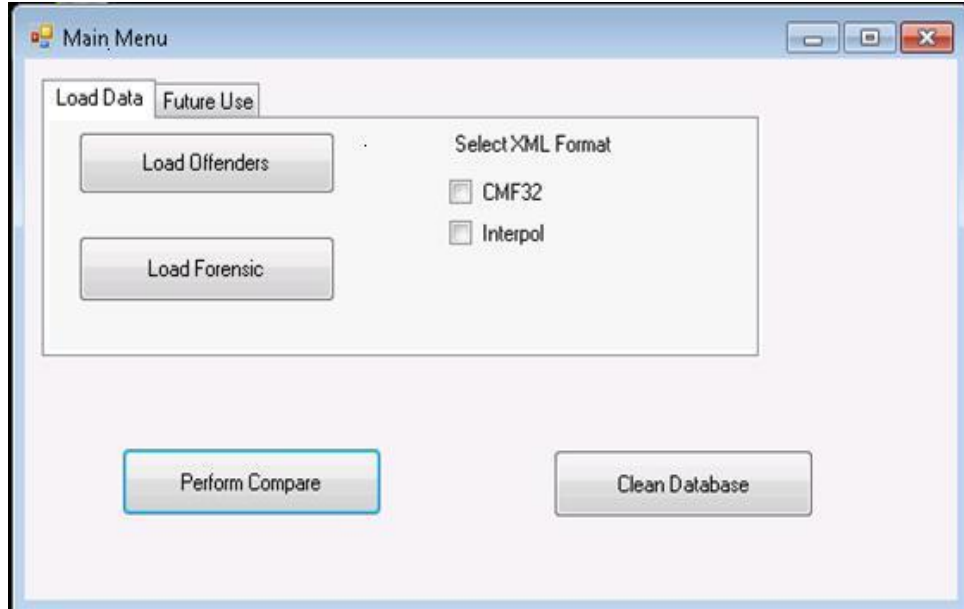 Main Menu
Load Data
Future Use
Load Offenders
Select XML Format
CMF32
Interpol
Load Forensic
Perform Compare
Clean Database